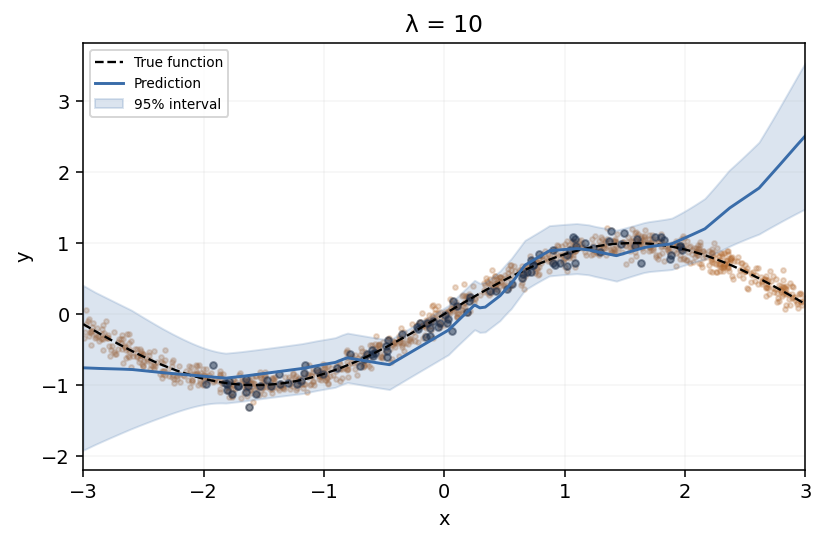 λ = 10
True function
Prediction
95% interval
3
2
1
0
−1
−2
y
−3 −2 −1 0 1 2 3
x